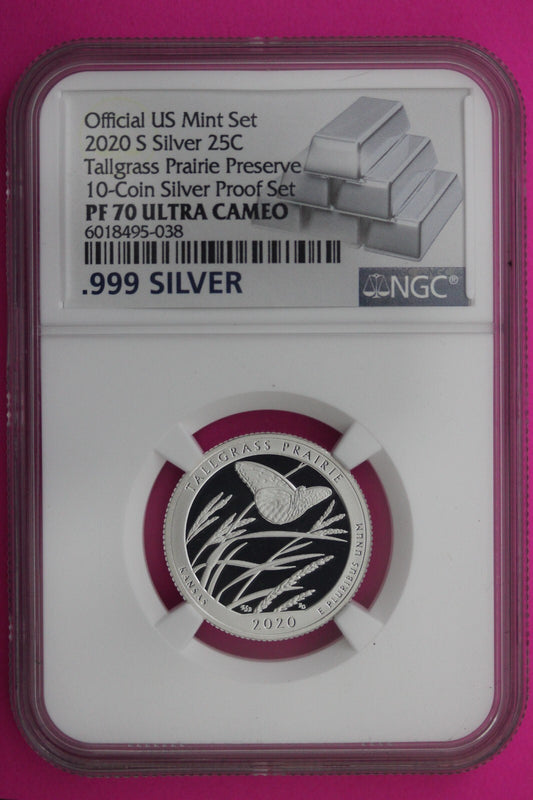 Official US Mint Set
2020 S Silver 25C
Tallgrass Prairie Preserve
10-Coin Silver Proof Set
PF 70 ULTRA CAMEO
6018495-038
.999 SILVER
NGC®
TALLGRASS PRAIRIE
KANSAS
E PLURIBUS UNUM
2020